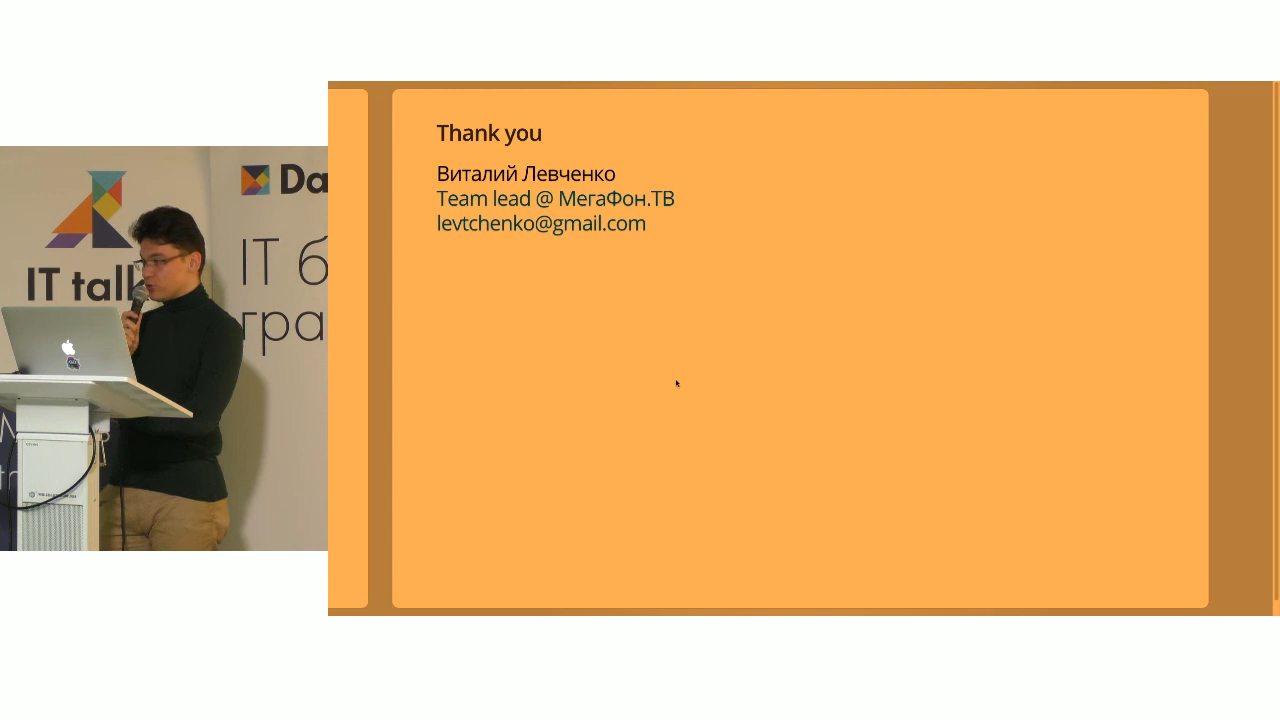 IT talk
Da
IT б
гра
Thank you
Виталий Левченко
Team lead @ МегаФон.ТВ
levtchenko@gmail.com